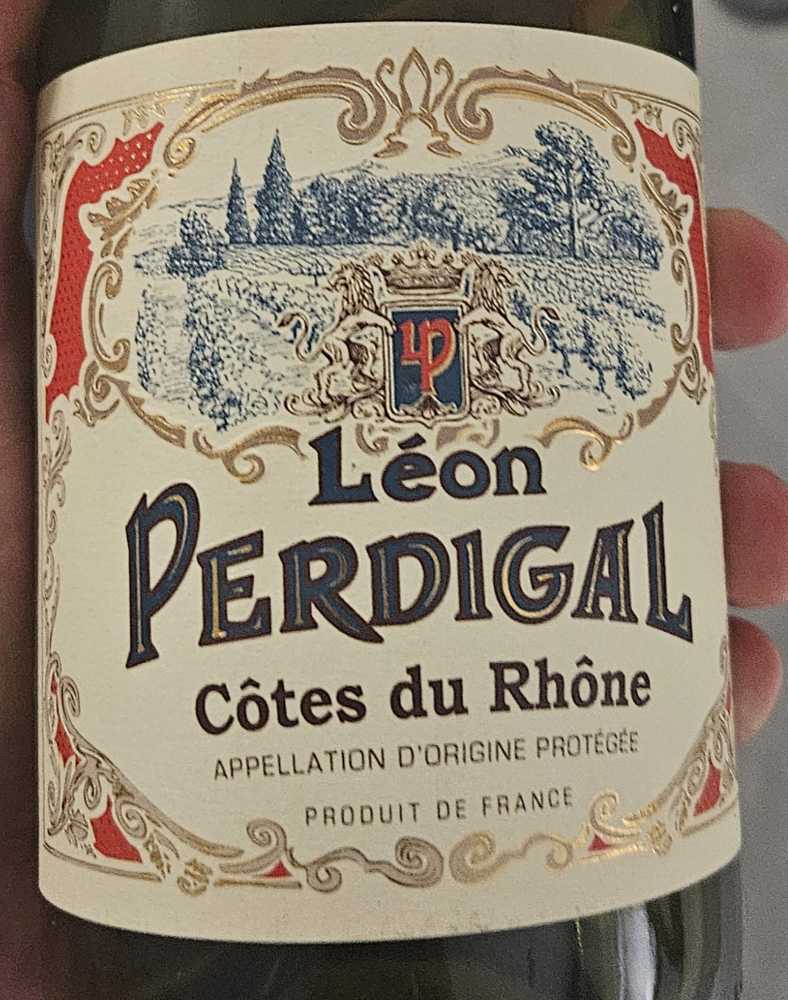 LP
Léon
PERDIGAL
Côtes du Rhône
APPELLATION D'ORIGINE PROTÉGÉE
PRODUIT DE FRANCE